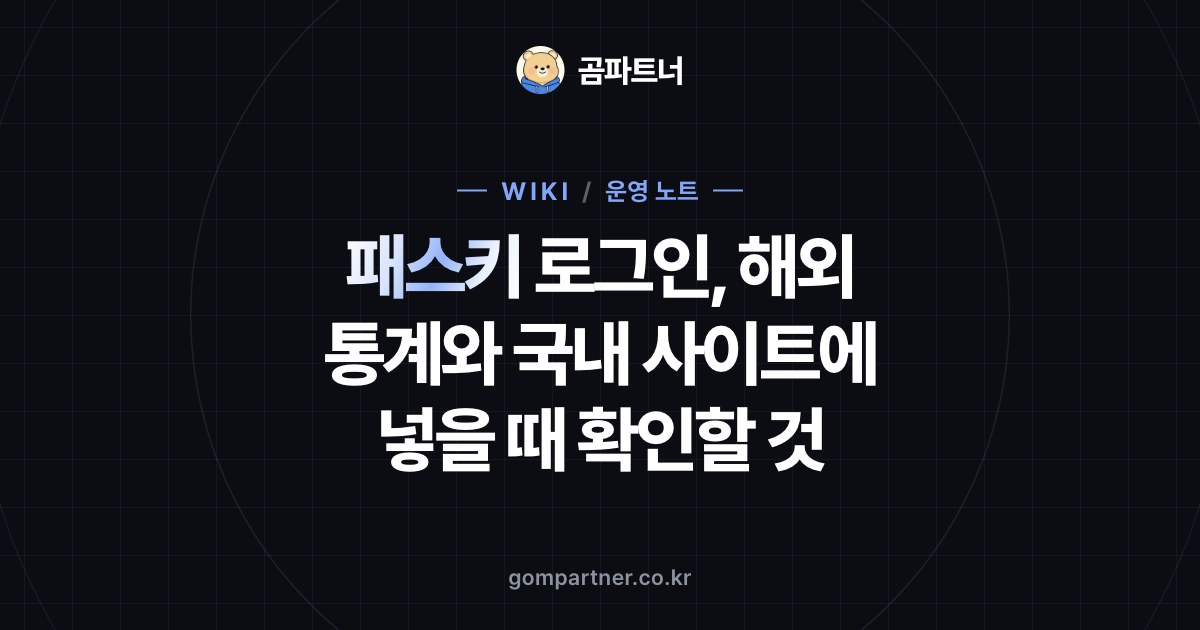 곰파트너
WIKI / 운영 노트
패스키 로그인, 해외
통계와 국내 사이트에
넣을 때 확인할 것
gompartner.co.kr